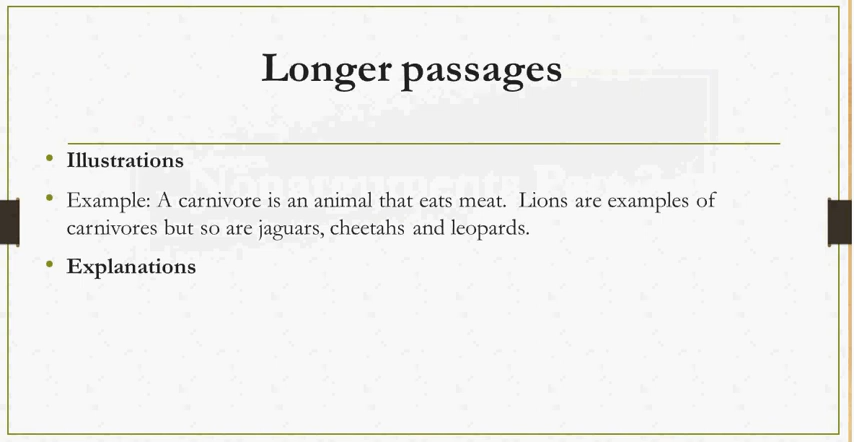 Longer passages
• Illustrations
• Example: A carnivore is an animal that eats meat.  Lions are examples of
carnivores but so are jaguars, cheetahs and leopards.
• Explanations